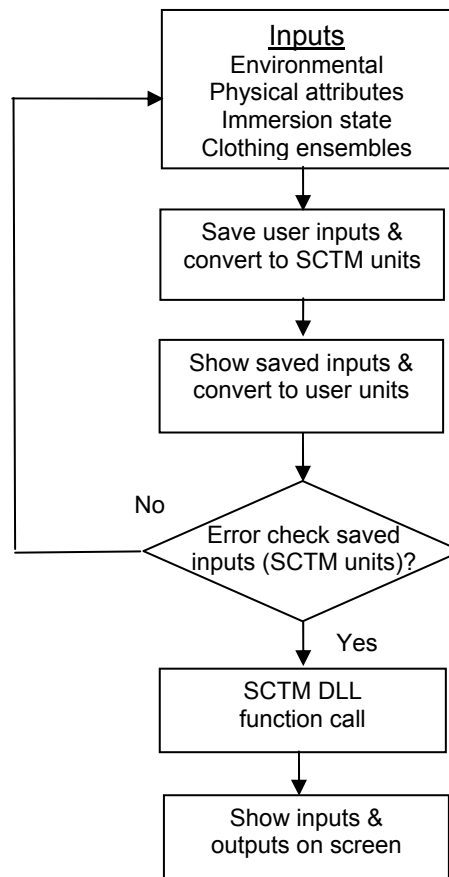 Inputs
Environmental
Physical attributes
Immersion state
Clothing ensembles
Save user inputs &
convert to SCTM units
Show saved inputs &
convert to user units
No
Error check saved
inputs (SCTM units)?
Yes
SCTM DLL
function call
Show inputs &
outputs on screen